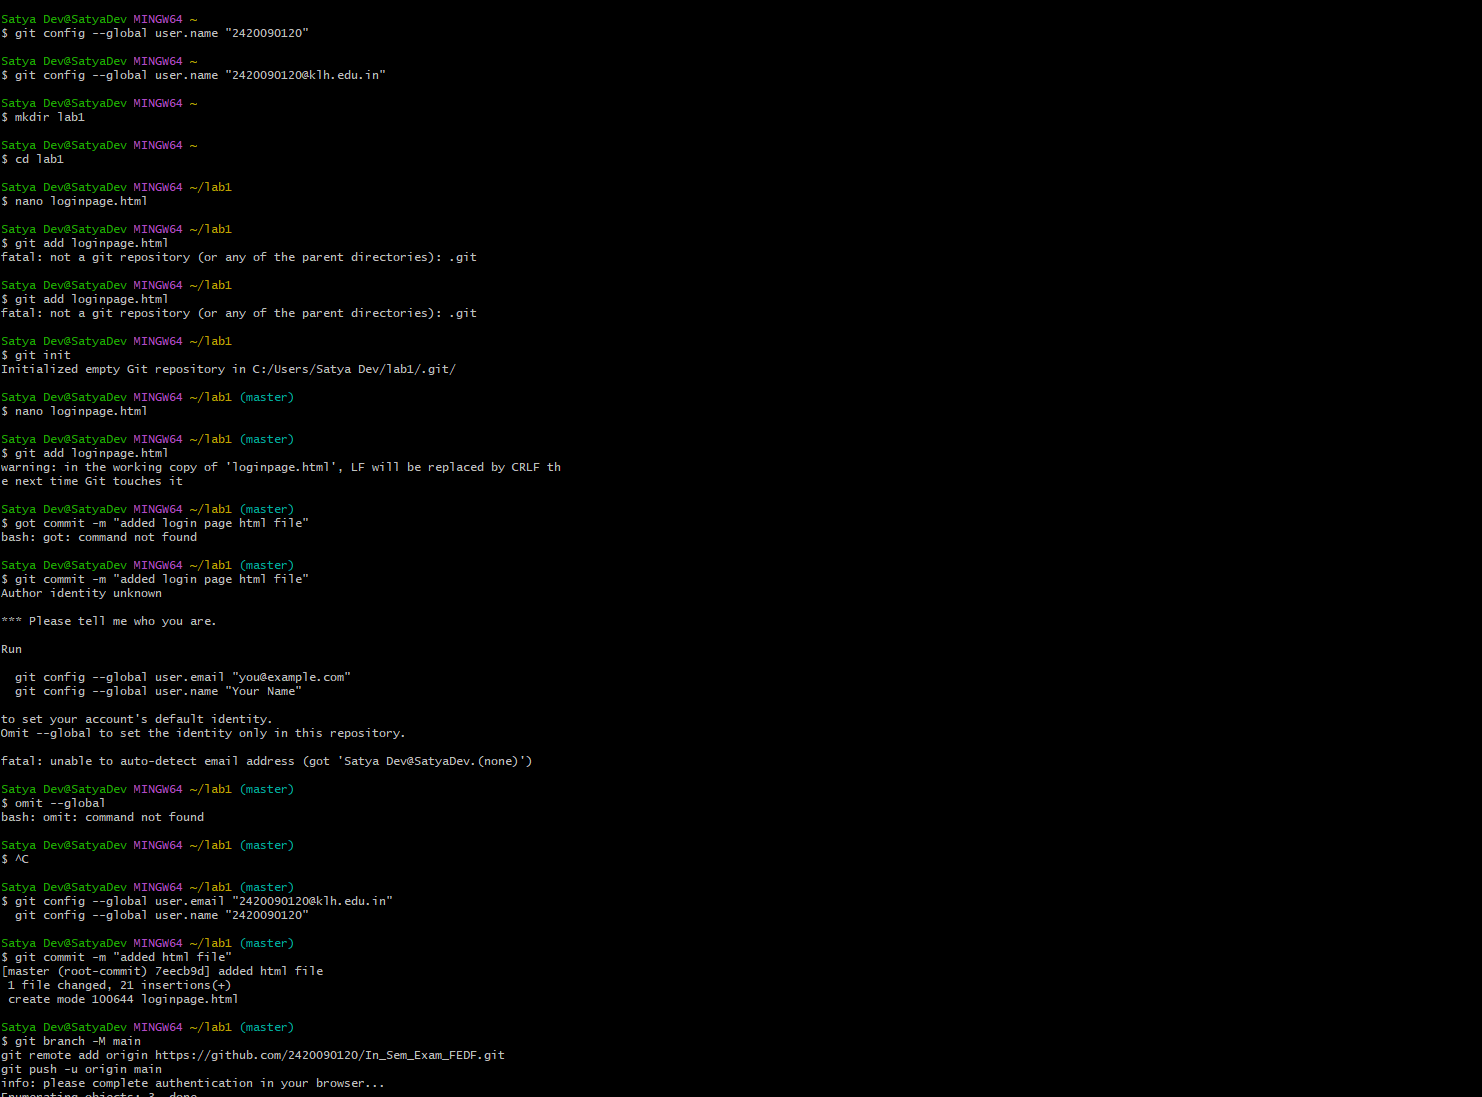 Satya Dev@SatyaDev MINGW64 ~
$ git config --global user.name "2420090120"
Satya Dev@SatyaDev MINGW64 ~
$ git config --global user.name "2420090120@klh.edu.in"
Satya Dev@SatyaDev MINGW64 ~
$ mkdir lab1
Satya Dev@SatyaDev MINGW64 ~
$ cd lab1
Satya Dev@SatyaDev MINGW64 ~/lab1
$ nano loginpage.html
Satya Dev@SatyaDev MINGW64 ~/lab1
$ git add loginpage.html
fatal: not a git repository (or any of the parent directories): .git
Satya Dev@SatyaDev MINGW64 ~/lab1
$ git add loginpage.html
fatal: not a git repository (or any of the parent directories): .git
Satya Dev@SatyaDev MINGW64 ~/lab1
$ git init
Initialized empty Git repository in C:/Users/Satya Dev/lab1/.git/
Satya Dev@SatyaDev MINGW64 ~/lab1 (master)
$ nano loginpage.html
Satya Dev@SatyaDev MINGW64 ~/lab1 (master)
$ git add loginpage.html
warning: in the working copy of 'loginpage.html', LF will be replaced by CRLF th
e next time Git touches it
Satya Dev@SatyaDev MINGW64 ~/lab1 (master)
$ got commit -m "added login page html file"
bash: got: command not found
Satya Dev@SatyaDev MINGW64 ~/lab1 (master)
$ git commit -m "added login page html file"
Author identity unknown
*** Please tell me who you are.
Run
git config --global user.email "you@example.com"
git config --global user.name "Your Name"
to set your account's default identity.
Omit --global to set the identity only in this repository.
fatal: unable to auto-detect email address (got 'Satya Dev@SatyaDev.(none)')
Satya Dev@SatyaDev MINGW64 ~/lab1 (master)
$ omit --global
bash: omit: command not found
Satya Dev@SatyaDev MINGW64 ~/lab1 (master)
$ ^C
Satya Dev@SatyaDev MINGW64 ~/lab1 (master)
$ git config --global user.email "2420090120@klh.edu.in"
git config --global user.name "2420090120"
Satya Dev@SatyaDev MINGW64 ~/lab1 (master)
$ git commit -m "added html file"
[master (root-commit) 7eecb9d] added html file
1 file changed, 21 insertions(+)
create mode 100644 loginpage.html
Satya Dev@SatyaDev MINGW64 ~/lab1 (master)
$ git branch -M main
git remote add origin https://github.com/2420090120/In_Sem_Exam_FEDF.git
git push -u origin main
info: please complete authentication in your browser...
Enumerating objects: 3, done.